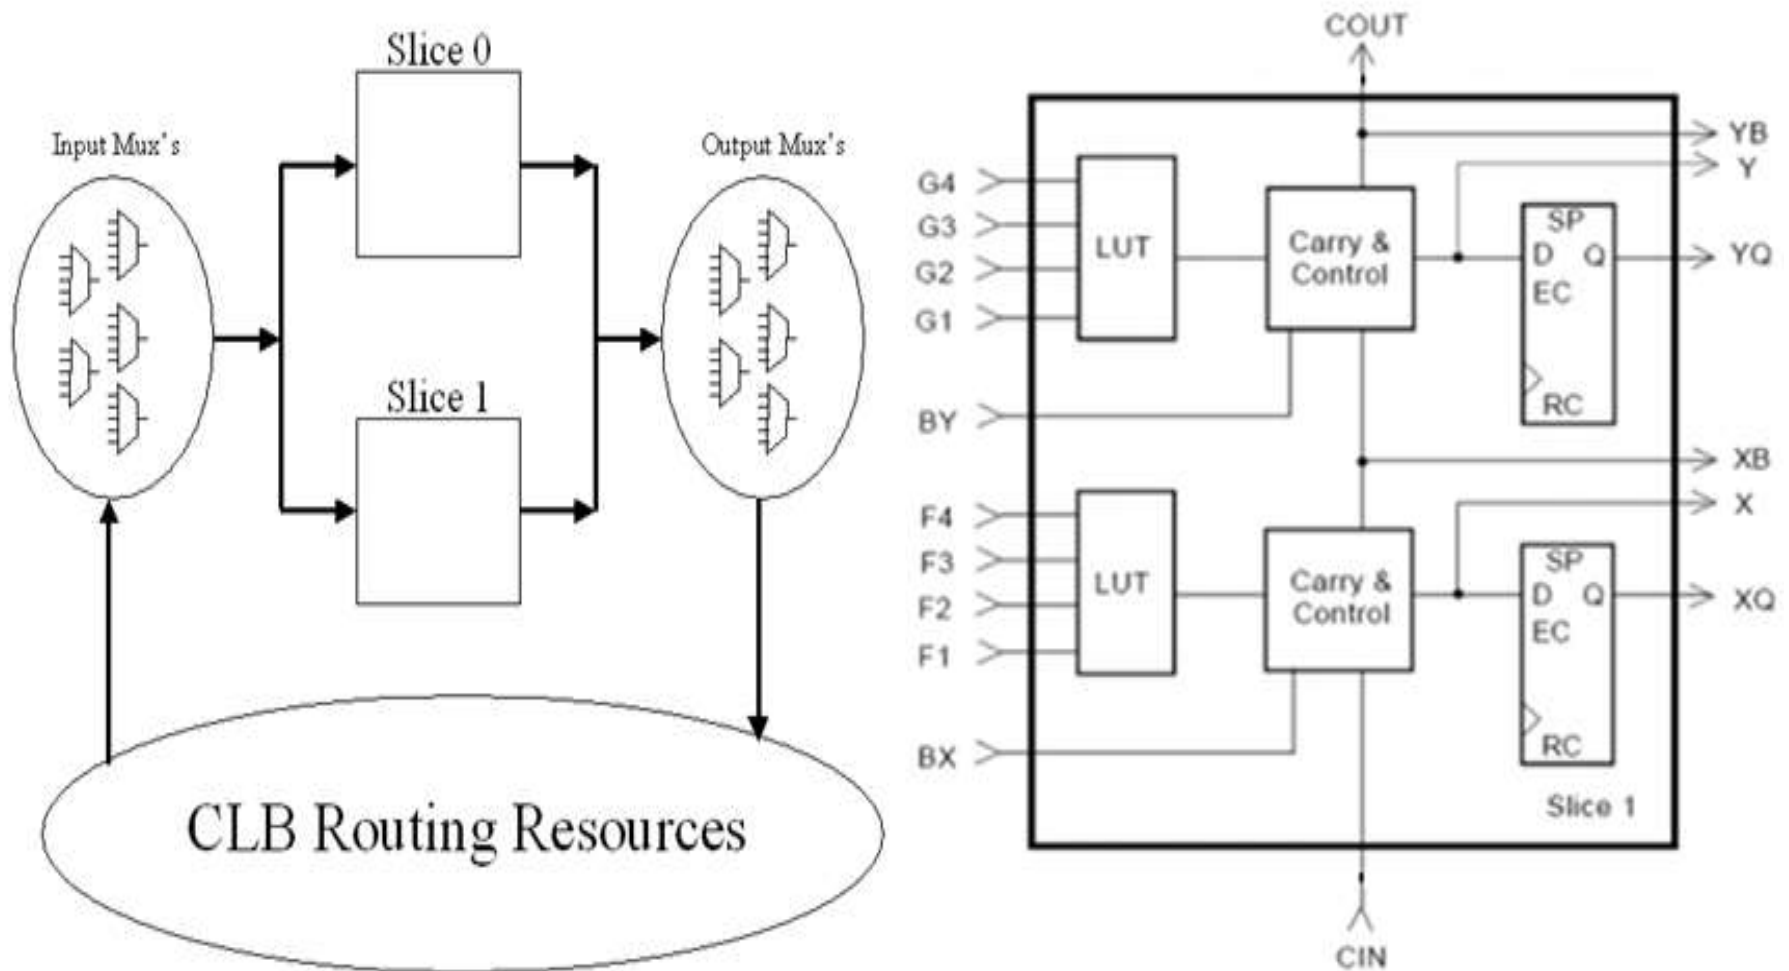 Slice 0
Input Mux's
Output Mux's
Slice 1
CLB Routing Resources
COUT
YB
Y
G4
G3
G2
G1
LUT
Carry &
Control
SP
D Q
EC
RC
YQ
BY
XB
X
F4
F3
F2
F1
LUT
Carry &
Control
SP
D Q
EC
RC
XQ
BX
Slice 1
CIN